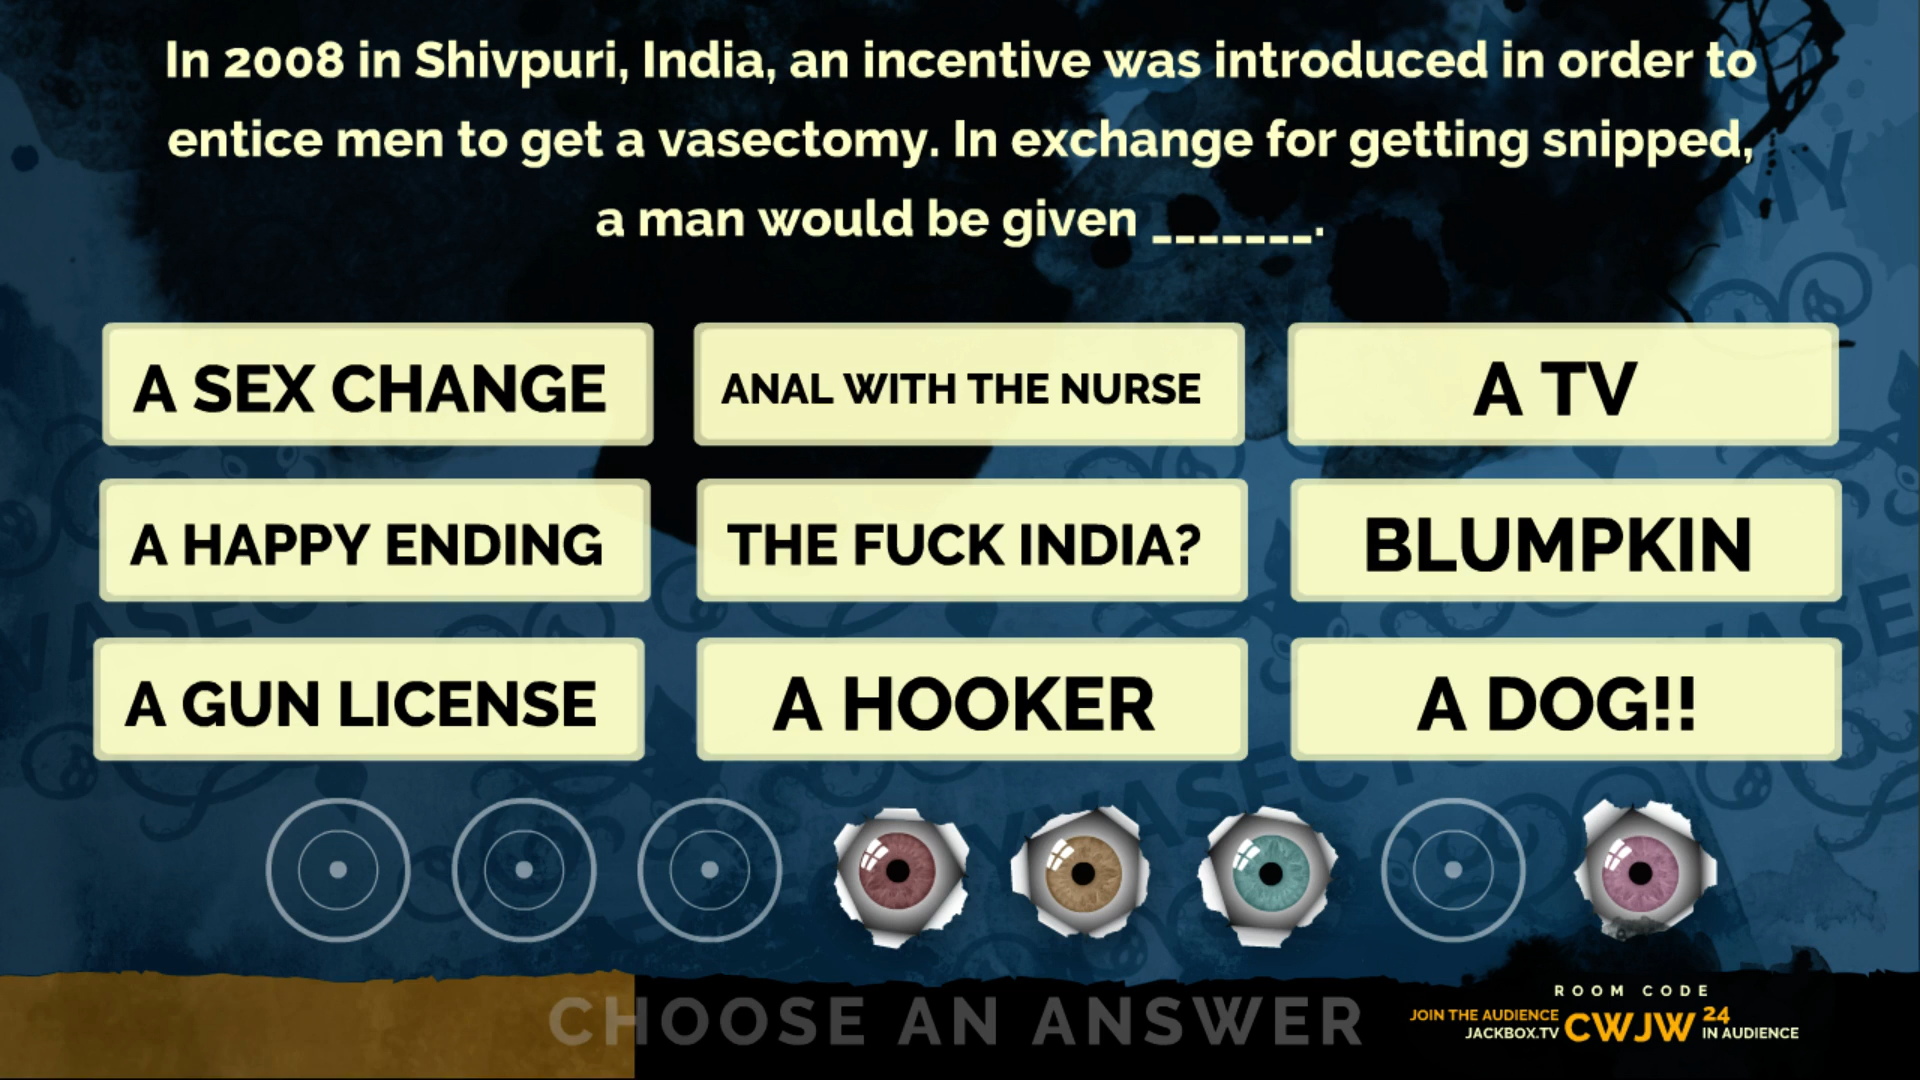 In 2008 in Shivpuri, India, an incentive was introduced in order to
entice men to get a vasectomy. In exchange for getting snipped,
a man would be given _______.
A SEX CHANGE
ANAL WITH THE NURSE
A TV
A HAPPY ENDING
THE FUCK INDIA?
BLUMPKIN
A GUN LICENSE
A HOOKER
A DOG!!
CHOOSE AN ANSWER
ROOM CODE
JOIN THE AUDIENCE
JACKBOX.TV
CWJW
24
IN AUDIENCE